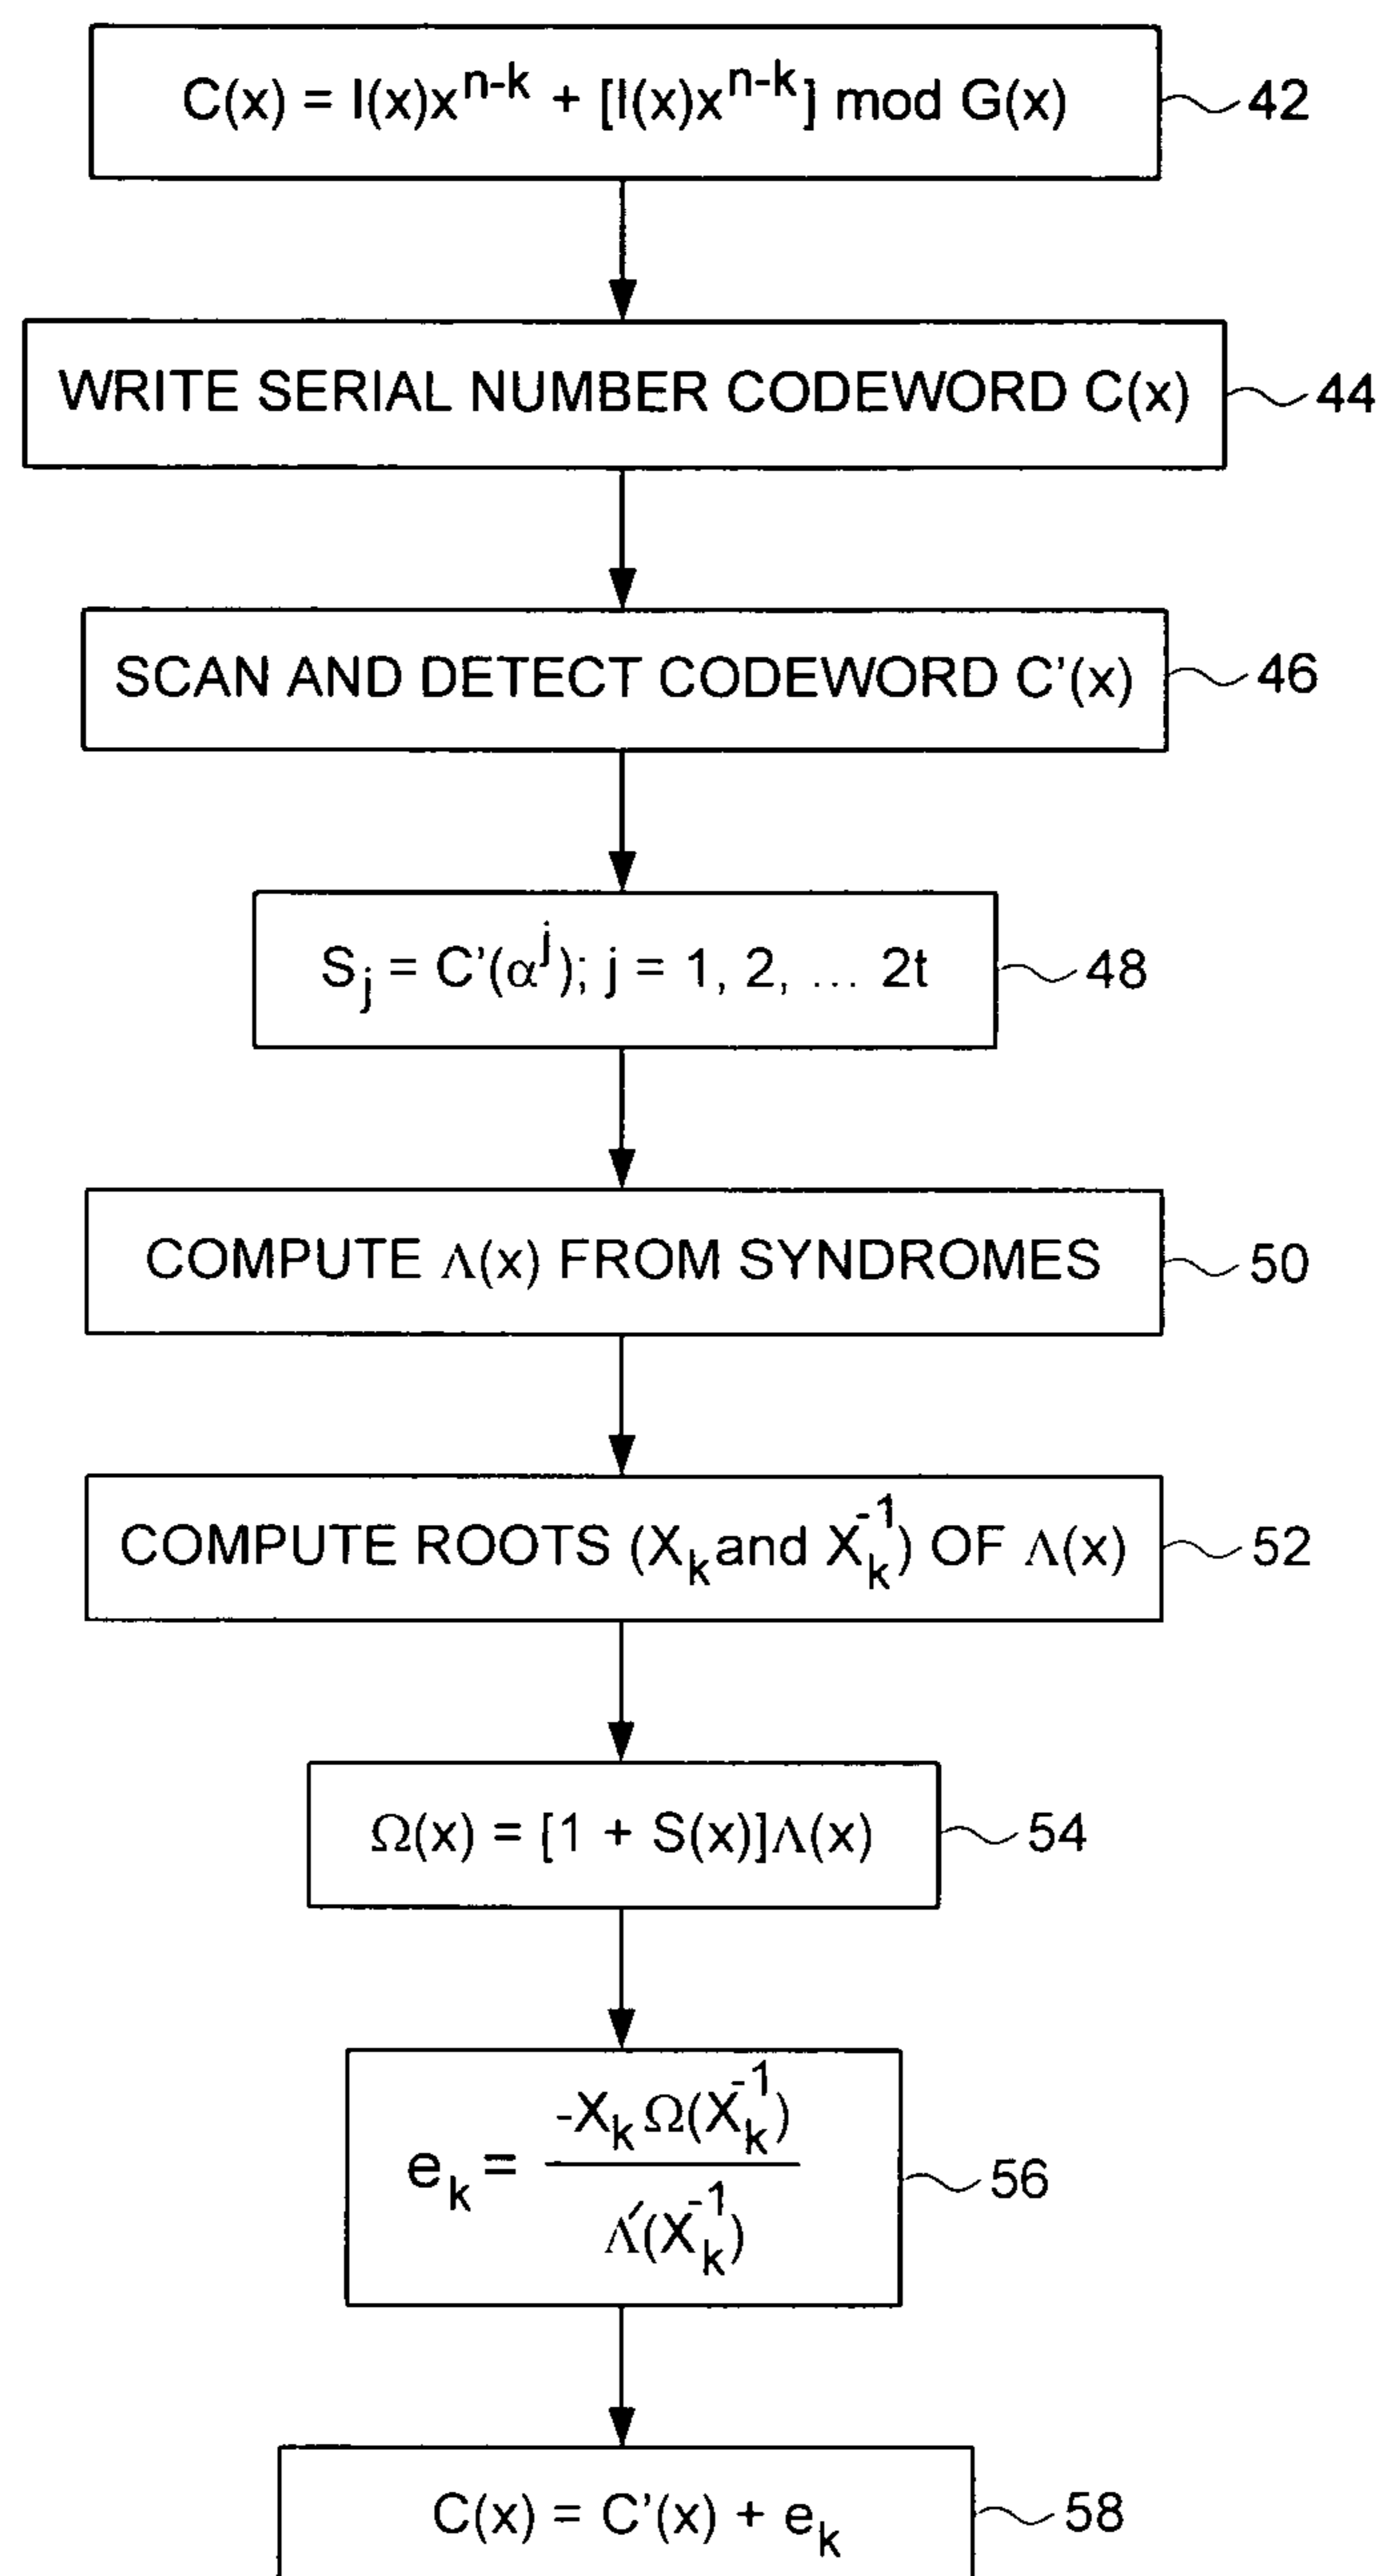 C(x) = I(x)x^{n-k} + [I(x)x^{n-k}] mod G(x)
42
WRITE SERIAL NUMBER CODEWORD C(x)
44
SCAN AND DETECT CODEWORD C'(x)
46
S_j = C'(α^j); j = 1, 2, ... 2t
48
COMPUTE Λ(x) FROM SYNDROMES
50
COMPUTE ROOTS (X_k and X_k^{-1}) OF Λ(x)
52
Ω(x) = [1 + S(x)]Λ(x)
54
e_k = -X_k Ω(X_k^{-1}) / Λ'(X_k^{-1})
56
C(x) = C'(x) + e_k
58